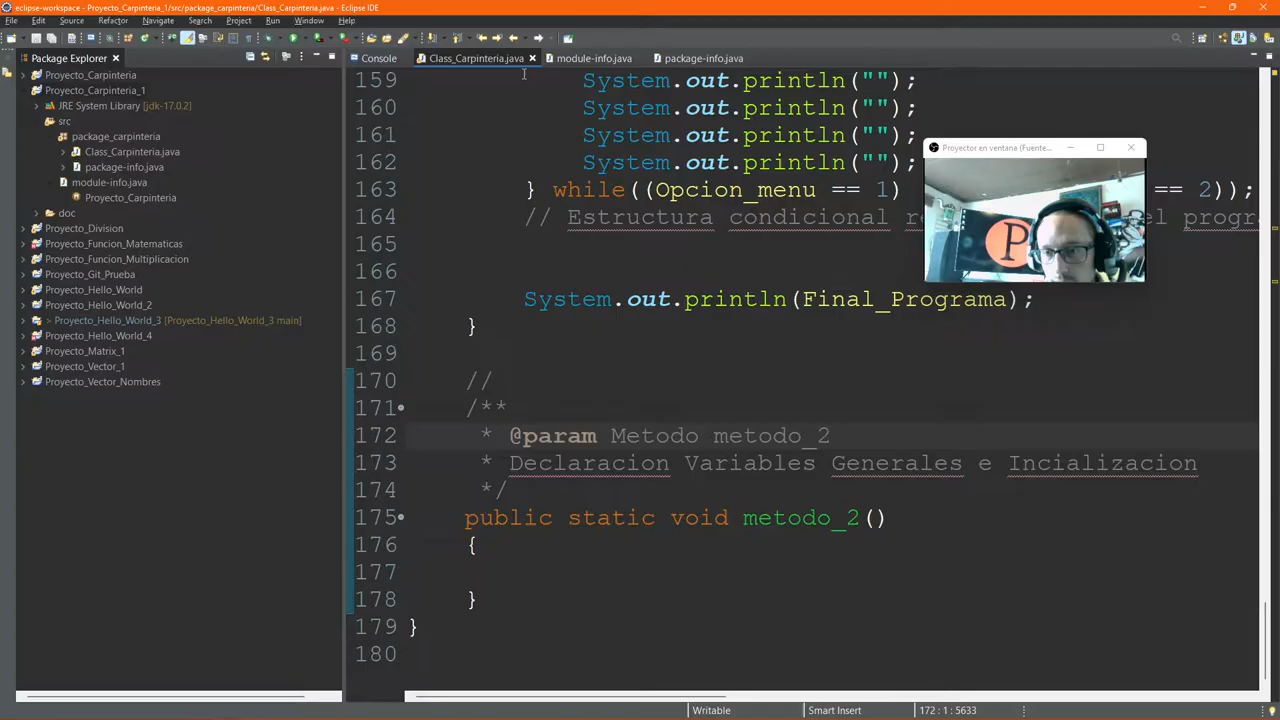 eclipse-workspace - Proyecto_Carpinteria_1/src/package_carpinteria/Class_Carpinteria.java - Eclipse IDE
File Edit Source Refactor Navigate Search Project Run Window Help
Package Explorer
Console
Class_Carpinteria.java
module-info.java
package-info.java
Proyecto_Carpinteria
Proyecto_Carpinteria_1
JRE System Library [jdk-17.0.2]
src
package_carpinteria
Class_Carpinteria.java
package-info.java
module-info.java
Proyecto_Carpinteria
doc
Proyecto_Division
Proyecto_Funcion_Matematicas
Proyecto_Funcion_Multiplicacion
Proyecto_Git_Prueba
Proyecto_Hello_World
Proyecto_Hello_World_2
> Proyecto_Hello_World_3 [Proyecto_Hello_World_3 main]
Proyecto_Hello_World_4
Proyecto_Matrix_1
Proyecto_Vector_1
Proyecto_Vector_Nombres
159 System.out.println("");
160 System.out.println("");
161 System.out.println("");
162 System.out.println("");
163 } while((Opcion_menu == 1) == 2));
164 // Estructura condicional progra
165
166
167 System.out.println(Final_Programa);
168 }
169
170 //
171 /**
172 * @param Metodo metodo_2
173 * Declaracion Variables Generales e Incializacion
174 */
175 public static void metodo_2()
176 {
177
178 }
179 }
180
Proyector en ventana (Fuente...
P
Writable
Smart Insert
172 : 1 : 5633